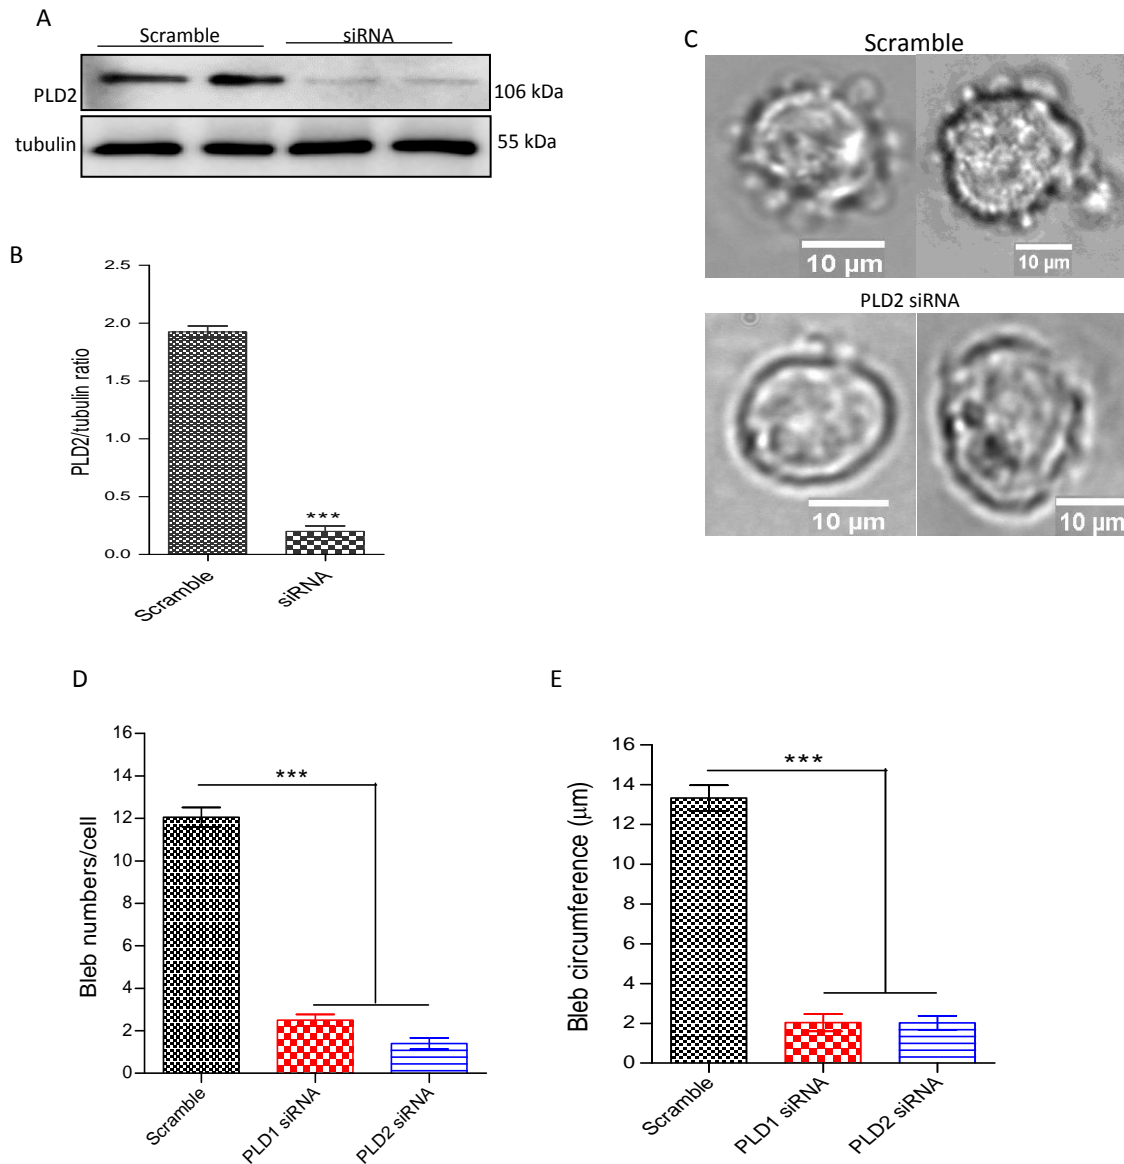 A
Scramble siRNA
PLD2 106 kDa
tubulin 55 kDa
B
PLD2/tubulin ratio
2.5
2.0
1.5
1.0
0.5
0.0
***
Scramble siRNA
C
Scramble
10 µm 10 µm
PLD2 siRNA
10 µm 10 µm
D
Bleb numbers/cell
16
14
12
10
8
6
4
2
0
***
Scramble PLD1 siRNA PLD2 siRNA
E
Bleb circumference (µm)
16
14
12
10
8
6
4
2
0
***
Scramble PLD1 siRNA PLD2 siRNA